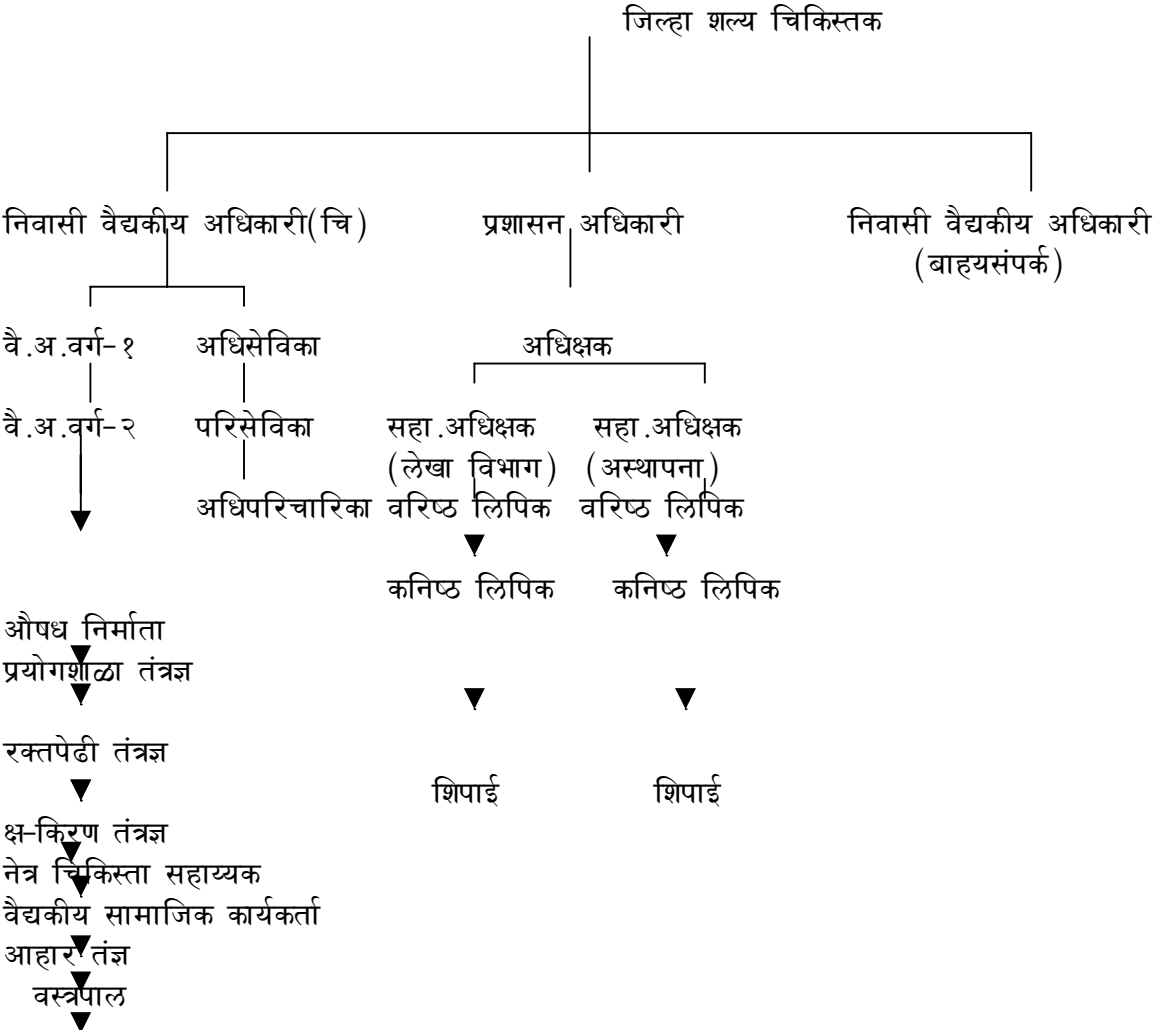 जिल्हा शल्य चिकिस्तक
निवासी वैद्यकीय अधिकारी(चि) प्रशासन अधिकारी निवासी वैद्यकीय अधिकारी
(बाहयसंपर्क)
वै.अ.वर्ग-१ अधिसेविका अधिक्षक
वै.अ.वर्ग-२ परिसेविका सहा.अधिक्षक सहा.अधिक्षक
(लेखा विभाग) (अस्थापना)
अधिपरिचारिका वरिष्ठ लिपिक वरिष्ठ लिपिक
कनिष्ठ लिपिक कनिष्ठ लिपिक
औषध निर्माता
प्रयोगशाळा तंत्रज्ञ
रक्तपेढी तंत्रज्ञ
शिपाई शिपाई
क्ष-किरण तंत्रज्ञ
नेत्र चिकिस्ता सहाय्यक
वैद्यकीय सामाजिक कार्यकर्ता
आहार तंज्ञ
वस्त्रपाल